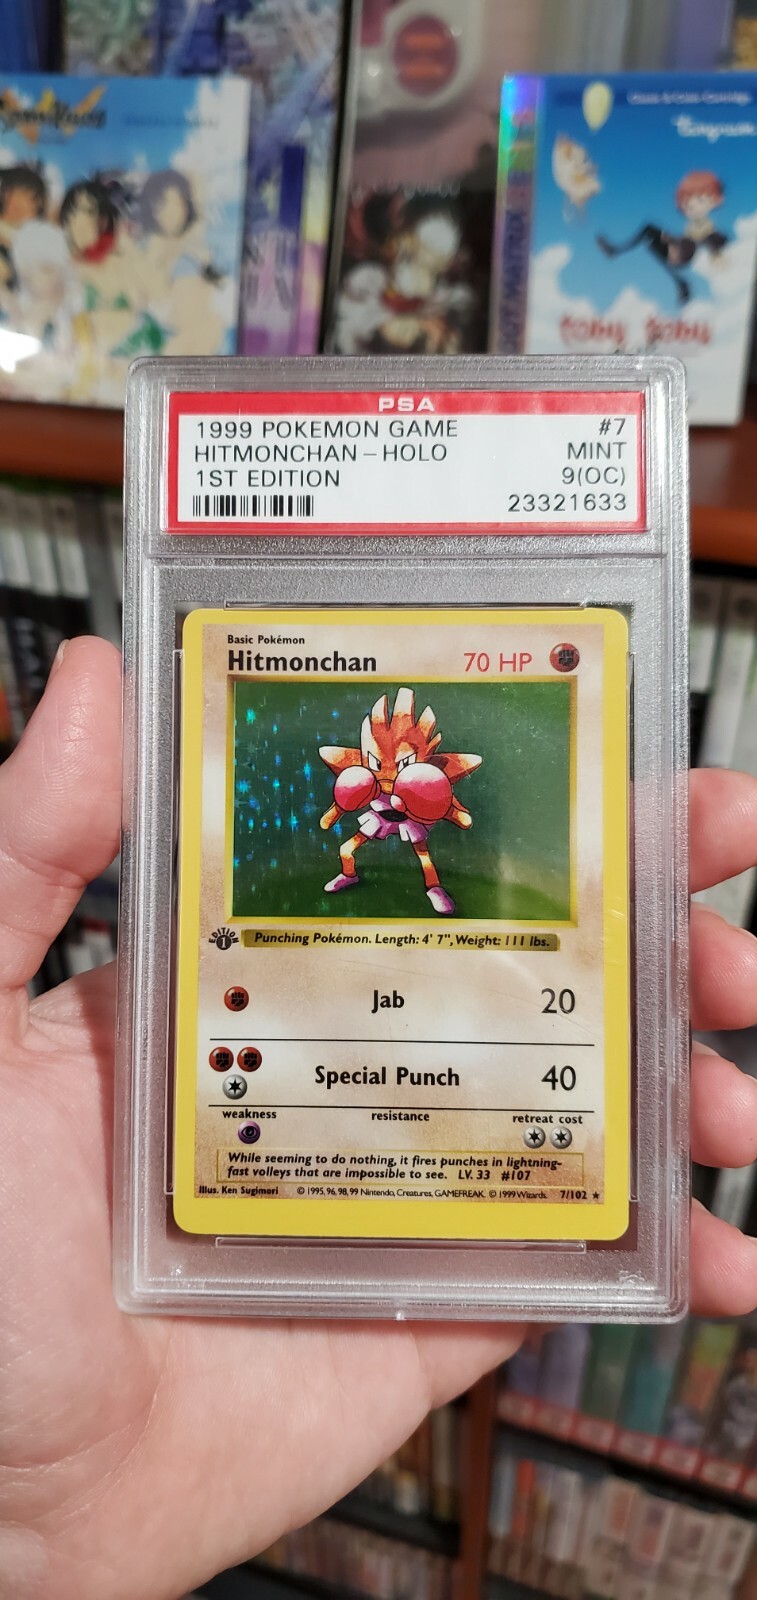 PSA
1999 POKEMON GAME #7
HITMONCHAN – HOLO MINT
1ST EDITION 9(OC)
23321633
Basic Pokémon
Hitmonchan 70 HP
EDITION 1
Punching Pokémon. Length: 4' 7", Weight: 111 lbs.
Jab 20
Special Punch 40
weakness resistance retreat cost
While seeming to do nothing, it fires punches in lightning-
fast volleys that are impossible to see. LV. 33 #107
Illus. Ken Sugimori © 1995, 96, 98, 99 Nintendo, Creatures, GAMEFREAK. © 1999 Wizards. 7/102 ★